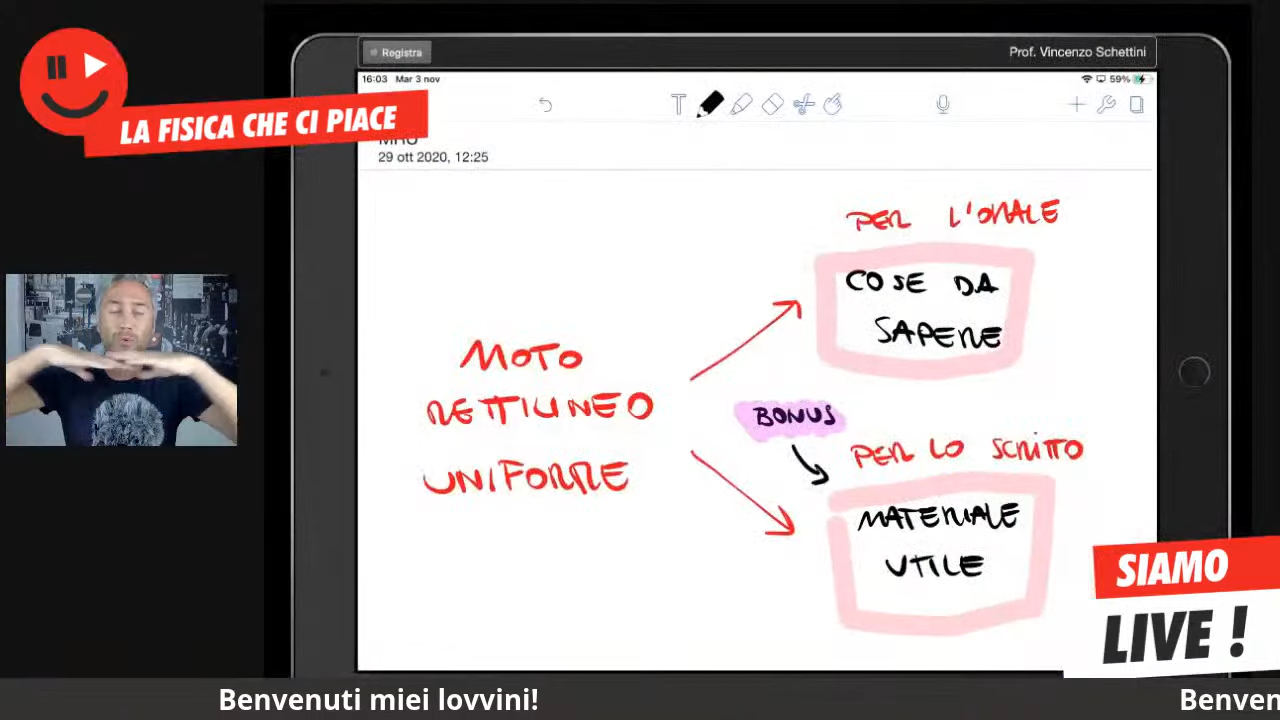 Registra
Prof. Vincenzo Schettini
16:03 Mar 3 nov
59%
LA FISICA CHE CI PIACE
MRU
29 ott 2020, 12:25
PER L'ORALE
COSE DA
SAPERE
MOTO
RETTILINEO
UNIFORME
BONUS
PER LO SCRITTO
MATERIALE
UTILE
SIAMO
LIVE !
Benvenuti miei lovvini!
Benven